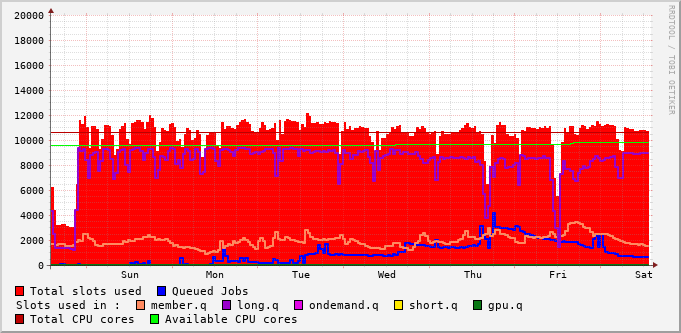 20000
18000
16000
14000
12000
10000
8000
6000
4000
2000
0
Sun Mon Tue Wed Thu Fri Sat
RRDTOOL / TOBI OETIKER
Total slots used Queued Jobs
Slots used in : member.q long.q ondemand.q short.q gpu.q
Total CPU cores Available CPU cores